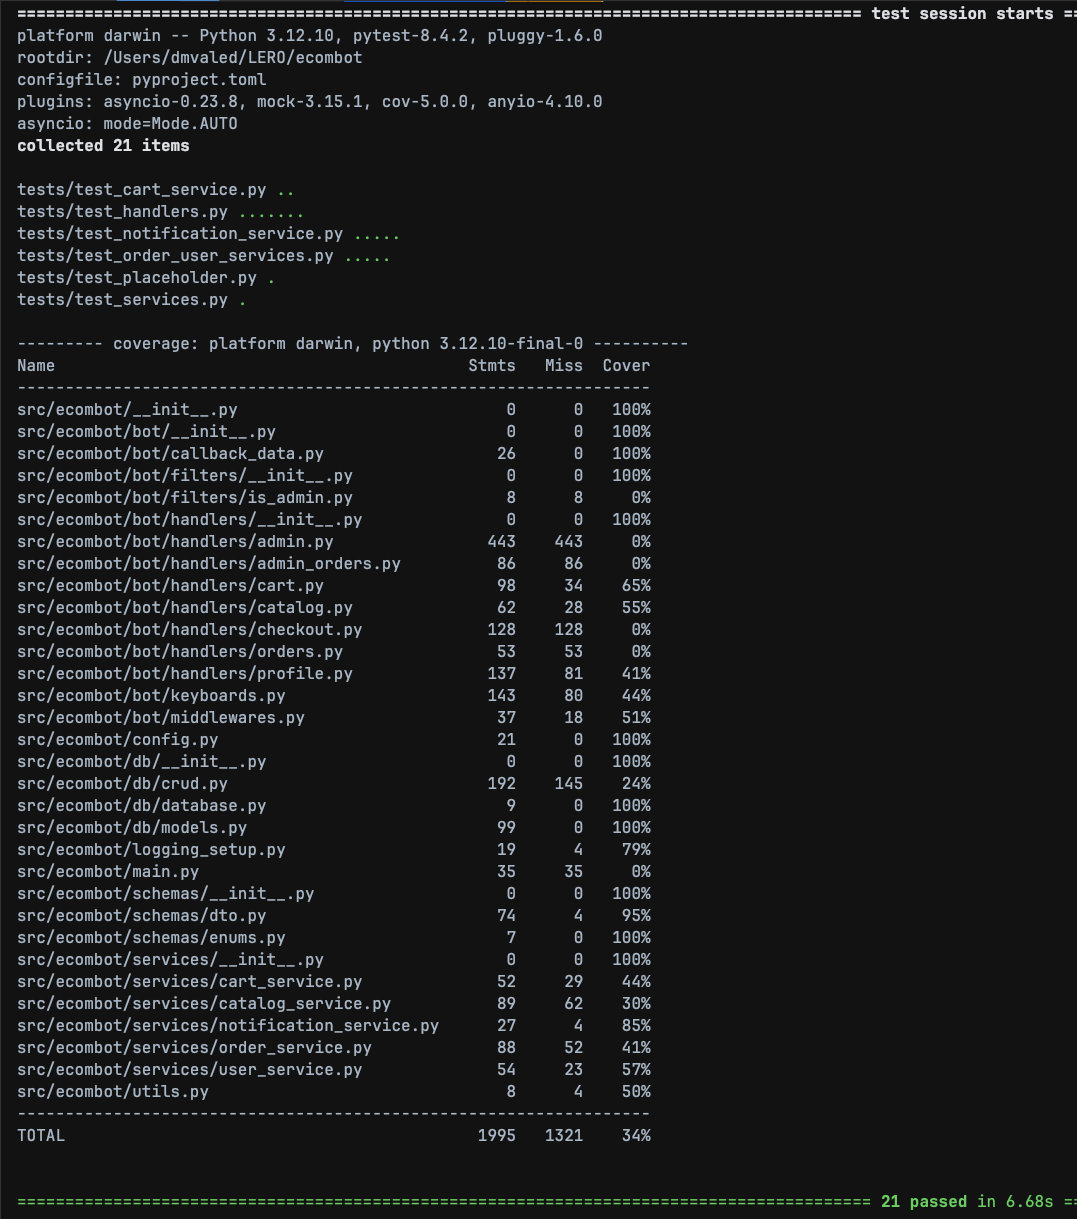 ======================================================================================== test session starts ==
platform darwin -- Python 3.12.10, pytest-8.4.2, pluggy-1.6.0
rootdir: /Users/dmvaled/LERO/ecombot
configfile: pyproject.toml
plugins: asyncio-0.23.8, mock-3.15.1, cov-5.0.0, anyio-4.10.0
asyncio: mode=Mode.AUTO
collected 21 items

tests/test_cart_service.py ..
tests/test_handlers.py .......
tests/test_notification_service.py .....
tests/test_order_user_services.py .....
tests/test_placeholder.py .
tests/test_services.py .

--------- coverage: platform darwin, python 3.12.10-final-0 ----------
Name                                           Stmts   Miss  Cover
------------------------------------------------------------------
src/ecombot/__init__.py                            0      0   100%
src/ecombot/bot/__init__.py                        0      0   100%
src/ecombot/bot/callback_data.py                  26      0   100%
src/ecombot/bot/filters/__init__.py                0      0   100%
src/ecombot/bot/filters/is_admin.py                8      8     0%
src/ecombot/bot/handlers/__init__.py               0      0   100%
src/ecombot/bot/handlers/admin.py                443    443     0%
src/ecombot/bot/handlers/admin_orders.py          86     86     0%
src/ecombot/bot/handlers/cart.py                  98     34    65%
src/ecombot/bot/handlers/catalog.py               62     28    55%
src/ecombot/bot/handlers/checkout.py             128    128     0%
src/ecombot/bot/handlers/orders.py                53     53     0%
src/ecombot/bot/handlers/profile.py              137     81    41%
src/ecombot/bot/keyboards.py                     143     80    44%
src/ecombot/bot/middlewares.py                    37     18    51%
src/ecombot/config.py                             21      0   100%
src/ecombot/db/__init__.py                         0      0   100%
src/ecombot/db/crud.py                           192    145    24%
src/ecombot/db/database.py                         9      0   100%
src/ecombot/db/models.py                          99      0   100%
src/ecombot/logging_setup.py                      19      4    79%
src/ecombot/main.py                               35     35     0%
src/ecombot/schemas/__init__.py                    0      0   100%
src/ecombot/schemas/dto.py                        74      4    95%
src/ecombot/schemas/enums.py                       7      0   100%
src/ecombot/services/__init__.py                   0      0   100%
src/ecombot/services/cart_service.py              52     29    44%
src/ecombot/services/catalog_service.py           89     62    30%
src/ecombot/services/notification_service.py      27      4    85%
src/ecombot/services/order_service.py             88     52    41%
src/ecombot/services/user_service.py              54     23    57%
src/ecombot/utils.py                               8      4    50%
------------------------------------------------------------------
TOTAL                                           1995   1321    34%

========================================================================================= 21 passed in 6.68s ==